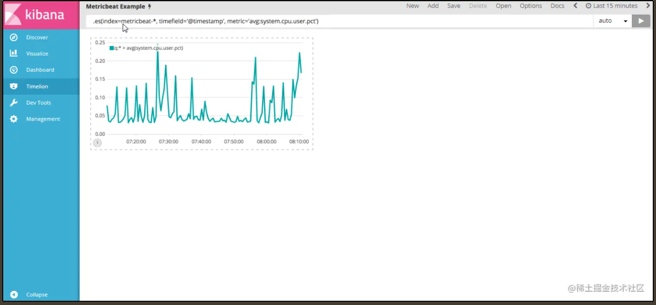 kibana
Discover
Visualize
Dashboard
Timelion
Dev Tools
Management
Collapse
Metricbeat Example
New Add Save Delete Open Options Docs Last 15 minutes
.es(index=metricbeat-*, timefield='@timestamp', metric='avg:system.cpu.user.pct')
auto
q:* > avg(system.cpu.user.pct)
0.25
0.20
0.15
0.10
0.05
0.00
07:20:00 07:30:00 07:40:00 07:50:00 08:00:00 08:10:00
@稀土掘金技术社区